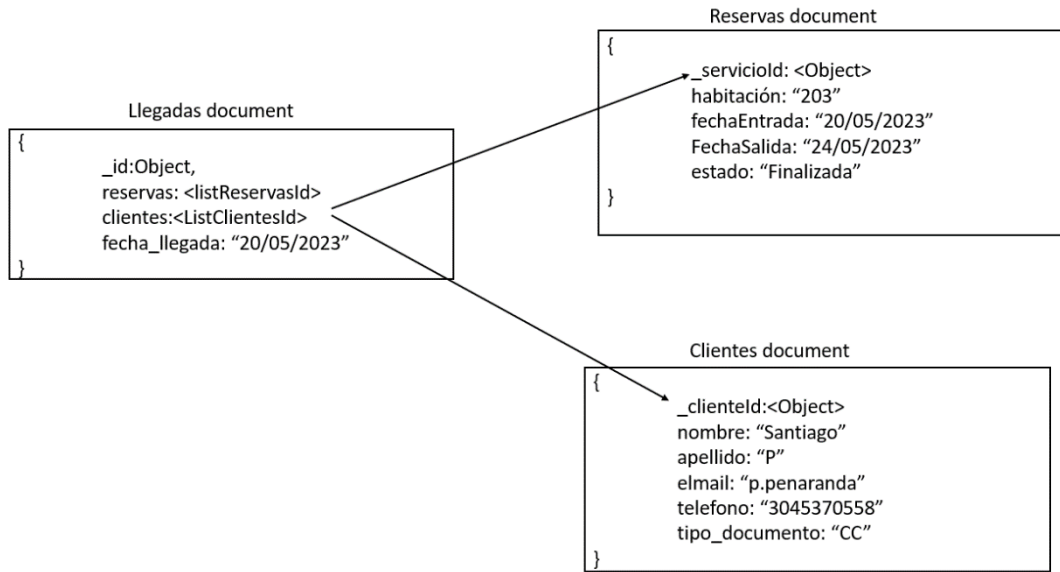 Reservas document
{
_servicioId: <Object>
habitación: “203”
fechaEntrada: “20/05/2023”
FechaSalida: “24/05/2023”
estado: “Finalizada”
}
Llegadas document
{
_id:Object,
reservas: <listReservasId>
clientes:<ListClientesId>
fecha_llegada: “20/05/2023”
}
Clientes document
{
_clienteId:<Object>
nombre: “Santiago”
apellido: “P”
elmail: “p.penaranda”
telefono: “3045370558”
tipo_documento: “CC”
}